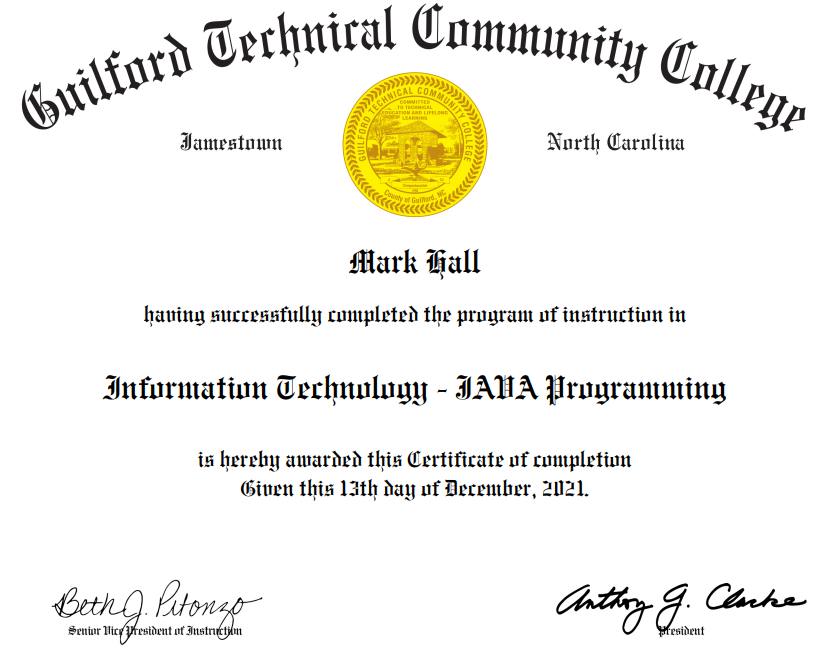 Guilford Technical Community College
Jamestown
North Carolina
GUILFORD TECHNICAL COMMUNITY COLLEGE
COMMITTED
TO TECHNICAL
EDUCATION AND LIFELONG
LEARNING
County of Guilford, NC
Mark Hall
having successfully completed the program of instruction in
Information Technology - JAVA Programming
is hereby awarded this Certificate of completion
Given this 13th day of December, 2021.
Beth J. Pitonzo
Senior Vice President of Instruction
Anthony G. Clarke
President